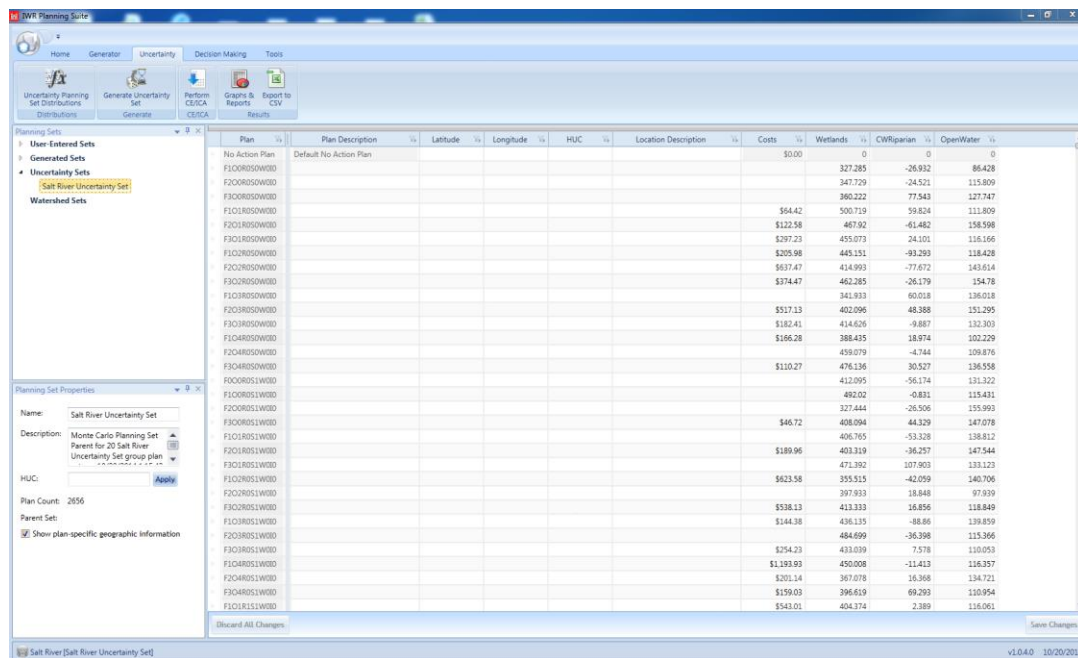 IWR Planning Suite
Home Generator Uncertainty Decision Making Tools
Uncertainty Planning Set Distributions
Generate Uncertainty Set
Perform CE/ICA
Graphs & Reports
Export to CSV
Distributions Generate CE/ICA Results
Planning Sets
User-Entered Sets
Generated Sets
Uncertainty Sets
Salt River Uncertainty Set
Watershed Sets
Planning Set Properties
Name: Salt River Uncertainty Set
Description: Monte Carlo Planning Set
Parent for 20 Salt River
Uncertainty Set group plan
HUC: Apply
Plan Count: 2656
Parent Set:
Show plan-specific geographic information
Plan Plan Description Latitude Longitude HUC Location Description Costs Wetlands CWRiparian OpenWater
No Action Plan Default No Action Plan $0.00 0 0 0
F1O0R0S0W0I0 327.285 -26.932 86.428
F2O0R0S0W0I0 347.729 -24.521 115.809
F3O0R0S0W0I0 360.222 77.543 127.747
F1O1R0S0W0I0 $64.42 500.719 59.824 111.809
F2O1R0S0W0I0 $122.58 467.92 -61.482 158.598
F3O1R0S0W0I0 $297.23 455.073 24.101 116.166
F1O2R0S0W0I0 $205.98 445.151 -93.293 118.428
F2O2R0S0W0I0 $637.47 414.993 -77.672 143.614
F3O2R0S0W0I0 $374.47 462.285 -26.179 154.78
F1O3R0S0W0I0 341.933 60.018 136.018
F2O3R0S0W0I0 $517.13 402.096 48.388 151.295
F3O3R0S0W0I0 $182.41 414.626 -9.887 132.303
F1O4R0S0W0I0 $166.28 388.435 18.974 102.229
F2O4R0S0W0I0 459.079 -4.744 109.876
F3O4R0S0W0I0 $110.27 476.136 30.527 136.558
F0O0R0S1W0I0 412.095 -56.174 131.322
F1O0R0S1W0I0 492.02 -0.831 115.431
F2O0R0S1W0I0 327.444 -26.506 155.993
F3O0R0S1W0I0 $46.72 408.094 44.329 147.078
F1O1R0S1W0I0 406.765 -53.328 138.812
F2O1R0S1W0I0 $189.96 403.319 -36.257 147.544
F3O1R0S1W0I0 471.392 107.903 133.123
F1O2R0S1W0I0 $623.58 355.515 -42.059 140.706
F2O2R0S1W0I0 397.933 18.848 97.939
F3O2R0S1W0I0 $538.13 413.333 16.856 118.849
F1O3R0S1W0I0 $144.38 436.135 -88.86 139.859
F2O3R0S1W0I0 484.699 -36.398 115.366
F3O3R0S1W0I0 $254.23 433.039 7.578 110.053
F1O4R0S1W0I0 $1,193.93 450.008 -11.413 116.357
F2O4R0S1W0I0 $201.14 367.078 16.368 134.721
F3O4R0S1W0I0 $159.03 396.619 69.293 110.954
F1O1R1S1W0I0 $543.01 404.374 2.389 116.061
Discard All Changes Save Changes
Salt River [Salt River Uncertainty Set] v1.0.4.0 10/20/201